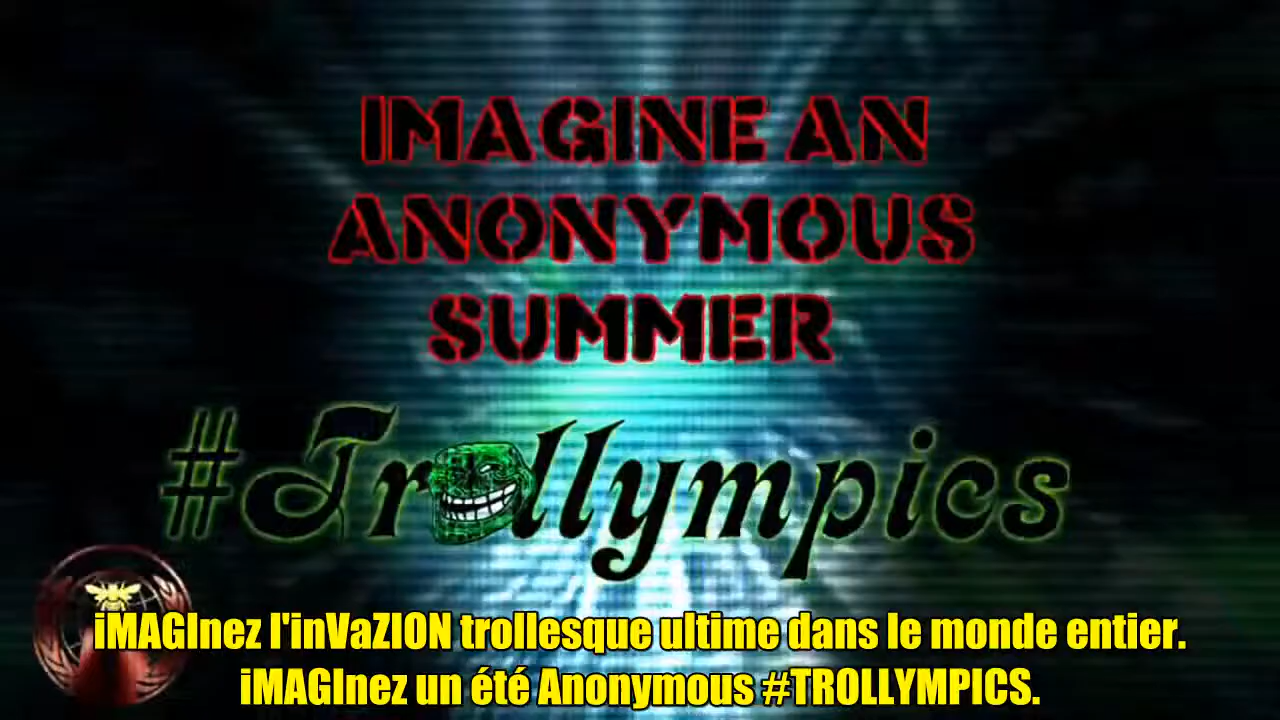 IMAGINE AN
ANONYMOUS
SUMMER
#Trollympics
iMAGInez l'inVaZION trollesque ultime dans le monde entier.
iMAGInez un été Anonymous #TROLLYMPICS.